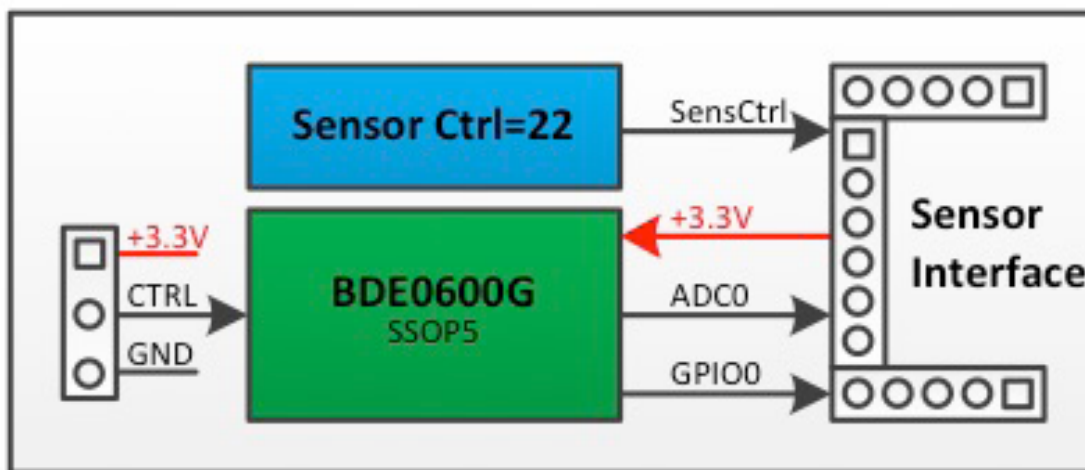 Sensor Ctrl=22
SensCtrl
+3.3V
CTRL
GND
BDE0600G
SSOP5
+3.3V
ADC0
GPIO0
Sensor
Interface